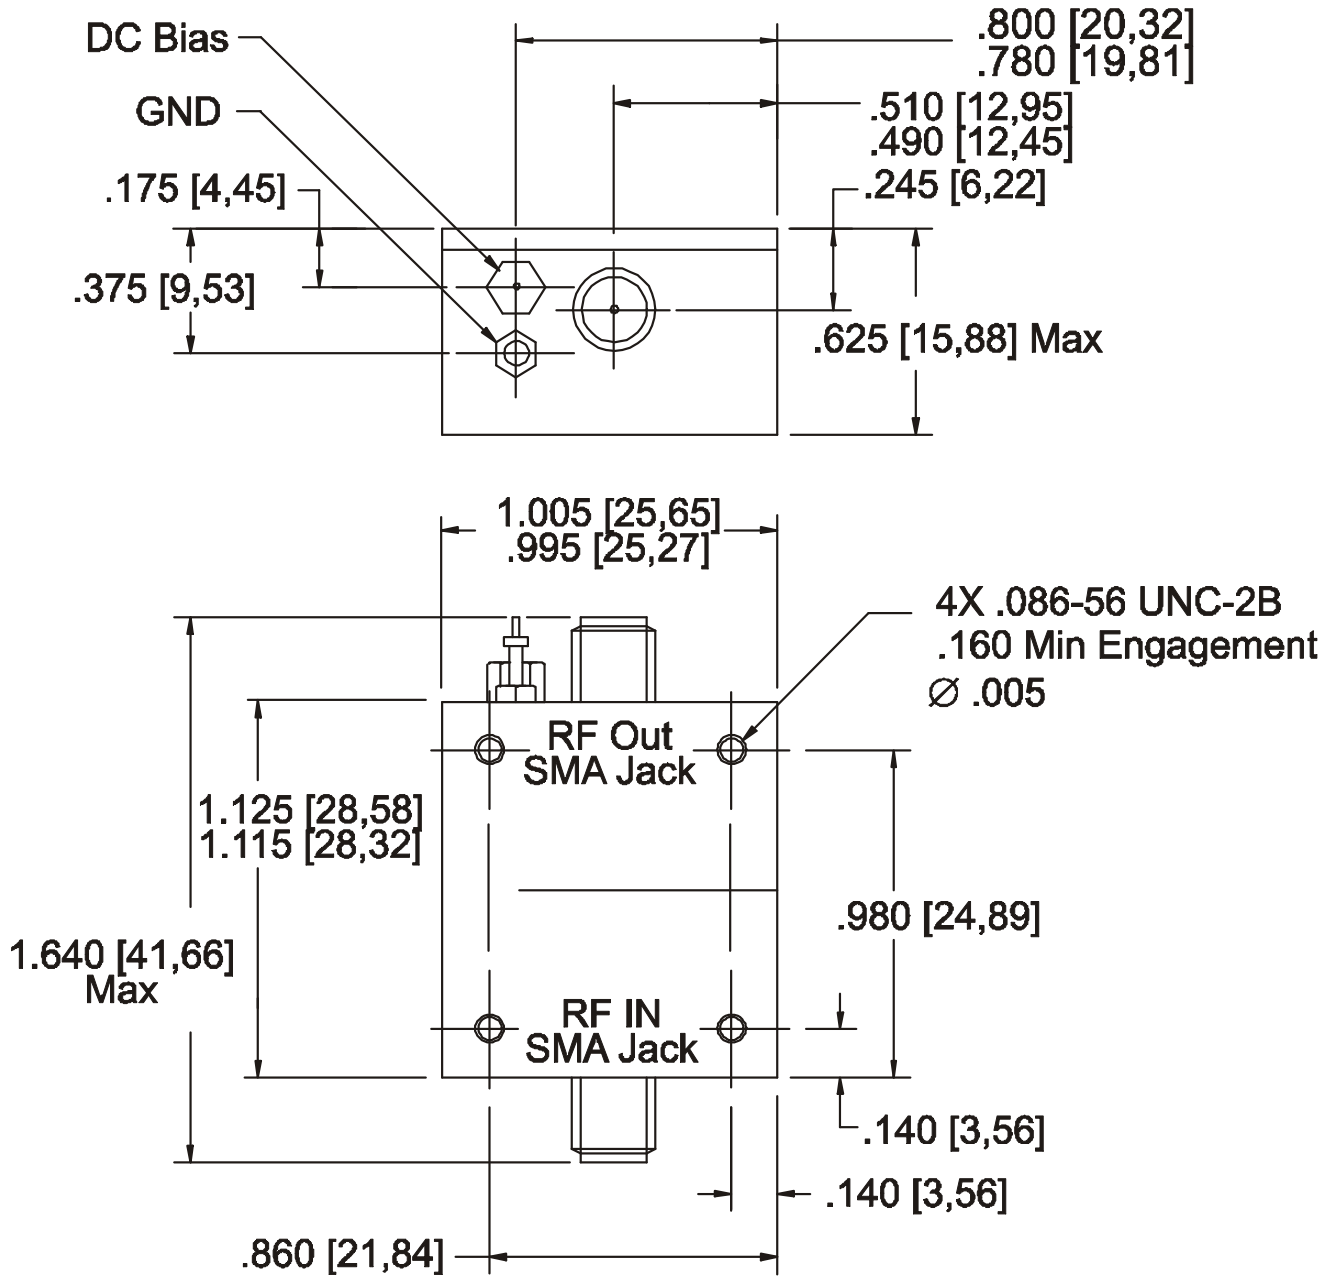 DC Bias
.800 [20,32]
.780 [19,81]
GND
.510 [12,95]
.490 [12,45]
.175 [4,45]
.245 [6,22]
.375 [9,53]
.625 [15,88] Max
1.005 [25,65]
.995 [25,27]
4X .086-56 UNC-2B
.160 Min Engagement
∅ .005
RF Out
SMA Jack
1.125 [28,58]
1.115 [28,32]
.980 [24,89]
1.640 [41,66]
Max
RF IN
SMA Jack
.140 [3,56]
.140 [3,56]
.860 [21,84]